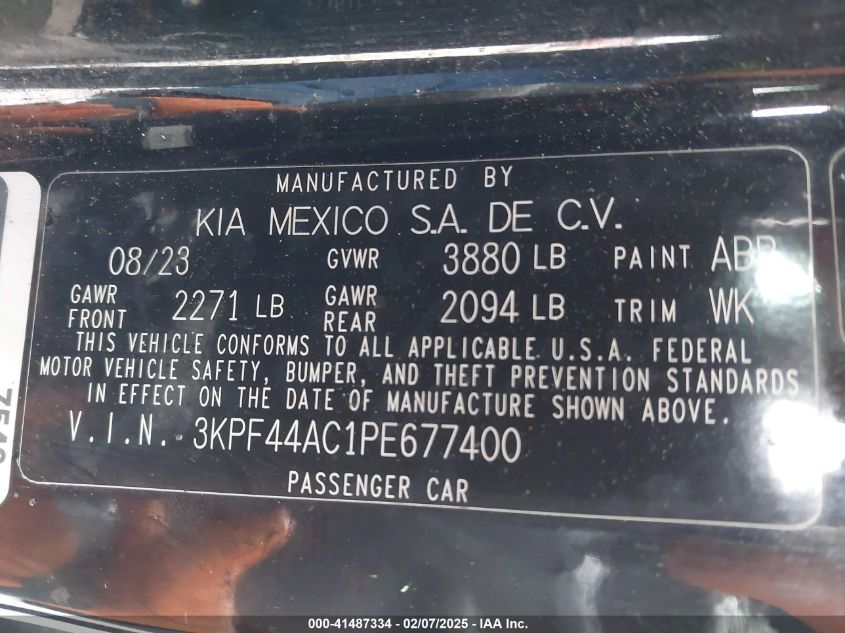 MANUFACTURED BY
KIA MEXICO S.A. DE C.V.
08/23 GVWR 3880 LB PAINT ABP
GAWR FRONT 2271 LB GAWR REAR 2094 LB TRIM WK
THIS VEHICLE CONFORMS TO ALL APPLICABLE U.S.A. FEDERAL
MOTOR VEHICLE SAFETY, BUMPER, AND THEFT PREVENTION STANDARDS
IN EFFECT ON THE DATE OF MANUFACTURE SHOWN ABOVE.
V.I.N. 3KPF44AC1PE677400
PASSENGER CAR
000-41487334 - 02/07/2025 - IAA Inc.